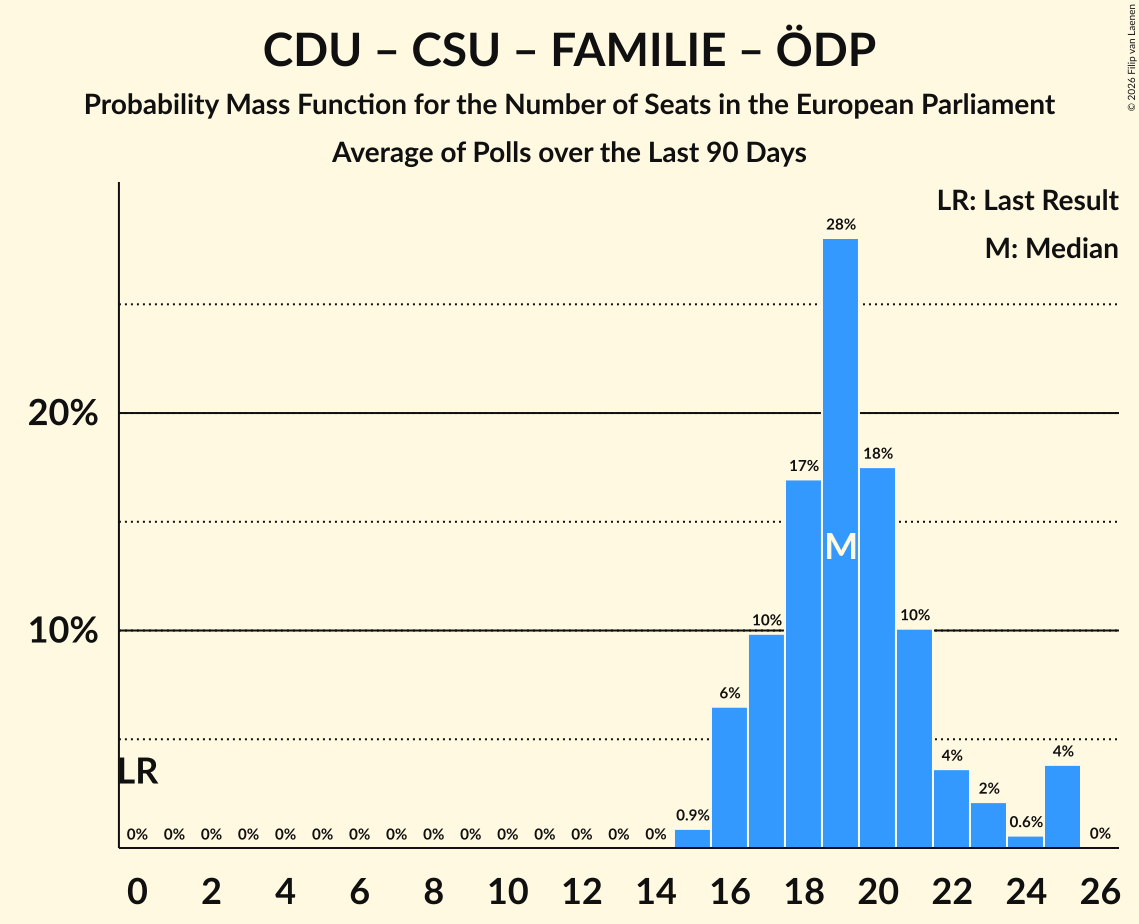 CDU – CSU – FAMILIE – ÖDP
Probability Mass Function for the Number of Seats in the European Parliament
Average of Polls over the Last 90 Days
© 2026 Filip van Laenen
LR: Last Result
M: Median
20%
10%
LR
M
0% 0% 0% 0% 0% 0% 0% 0% 0% 0% 0% 0% 0% 0% 0% 0.9% 6% 10% 17% 28% 18% 10% 4% 2% 0.6% 4% 0%
0 2 4 6 8 10 12 14 16 18 20 22 24 26